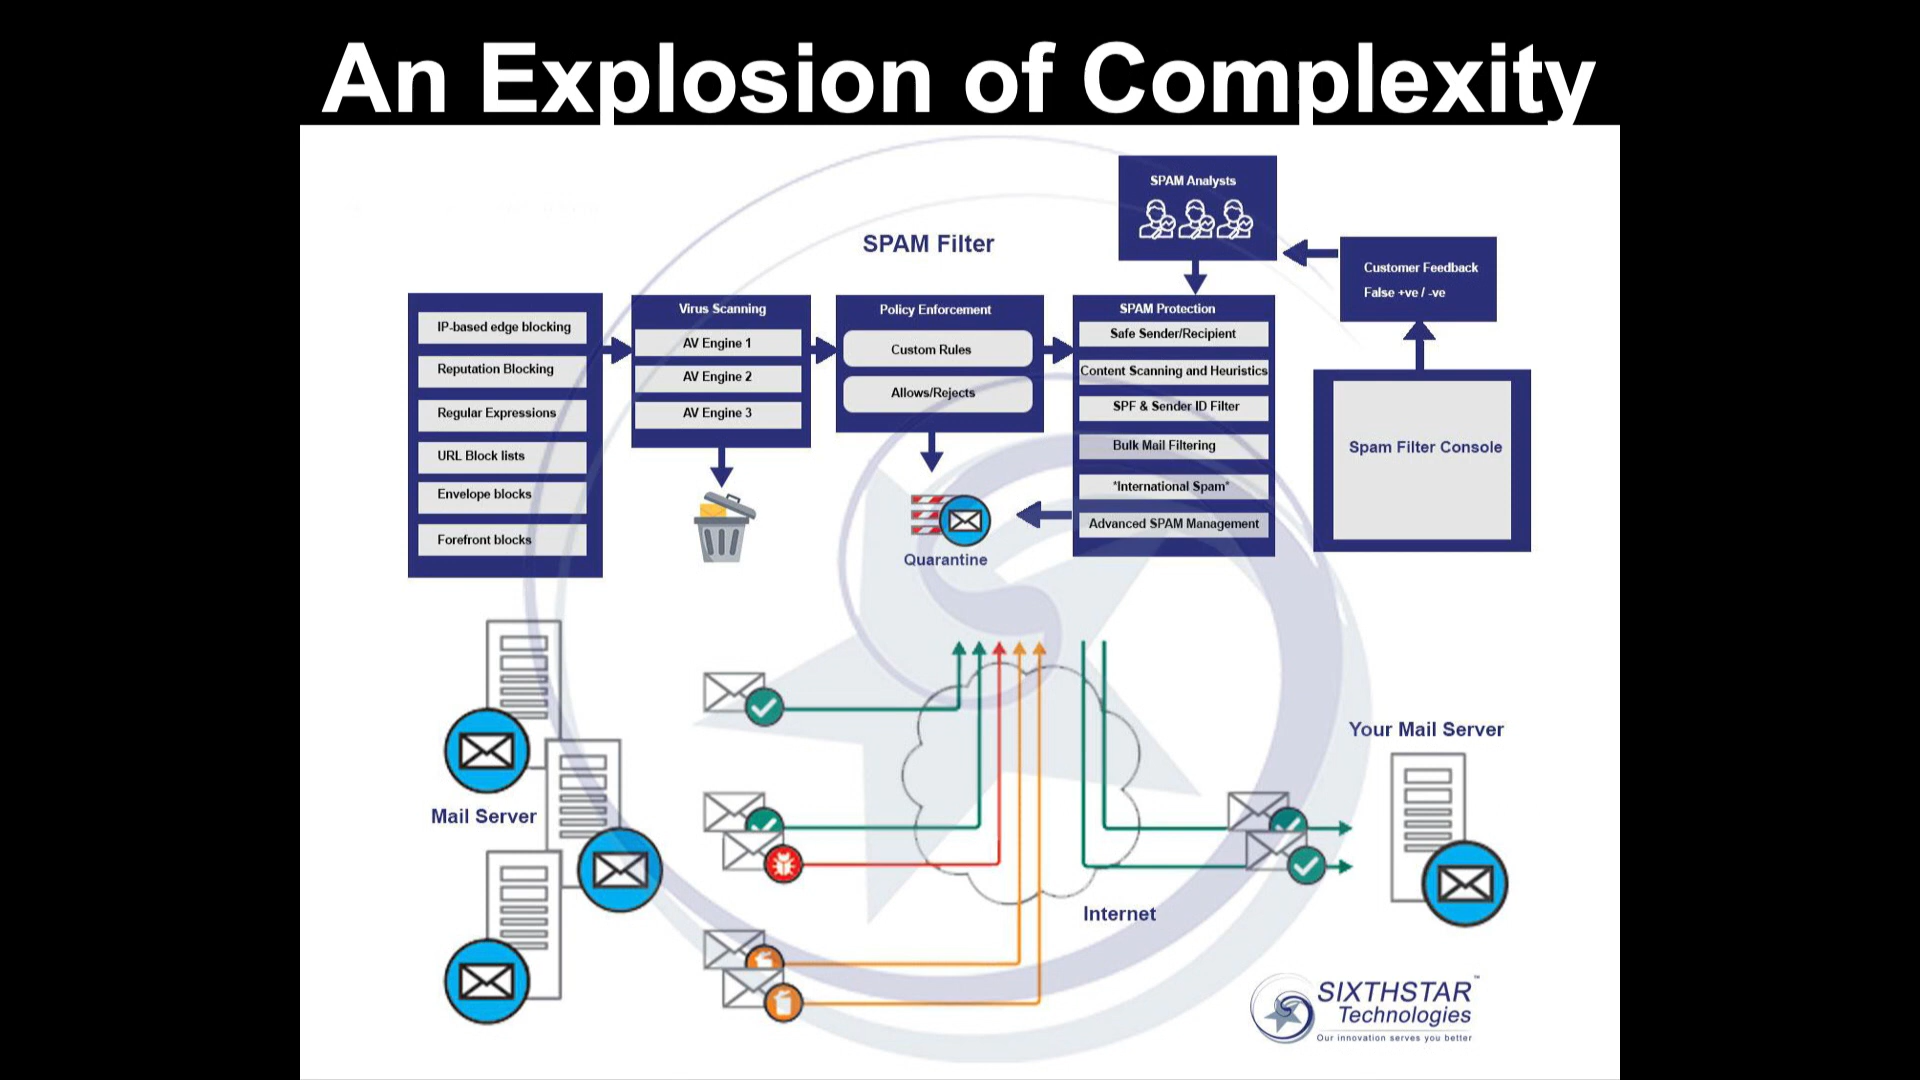 An Explosion of Complexity
SPAM Analysts
SPAM Filter
Customer Feedback
False +ve / -ve
IP-based edge blocking
Reputation Blocking
Regular Expressions
URL Block lists
Envelope blocks
Forefront blocks
Virus Scanning
AV Engine 1
AV Engine 2
AV Engine 3
Policy Enforcement
Custom Rules
Allows/Rejects
SPAM Protection
Safe Sender/Recipient
Content Scanning and Heuristics
SPF & Sender ID Filter
Bulk Mail Filtering
*International Spam*
Advanced SPAM Management
Spam Filter Console
Quarantine
Mail Server
Internet
Your Mail Server
SIXTHSTAR™
Technologies
Our innovation serves you better